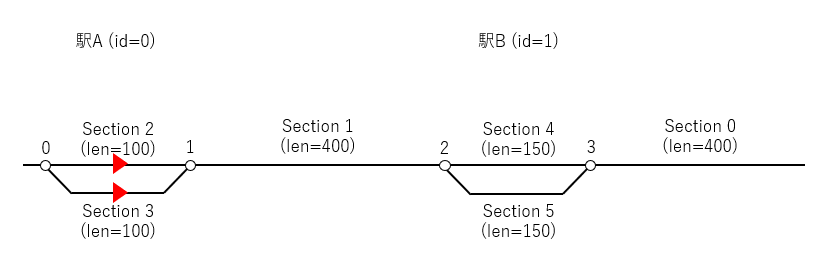 駅A (id=0)
駅B (id=1)
Section 2
(len=100)
Section 1
(len=400)
Section 4
(len=150)
Section 0
(len=400)
0
1
2
3
Section 3
(len=100)
Section 5
(len=150)